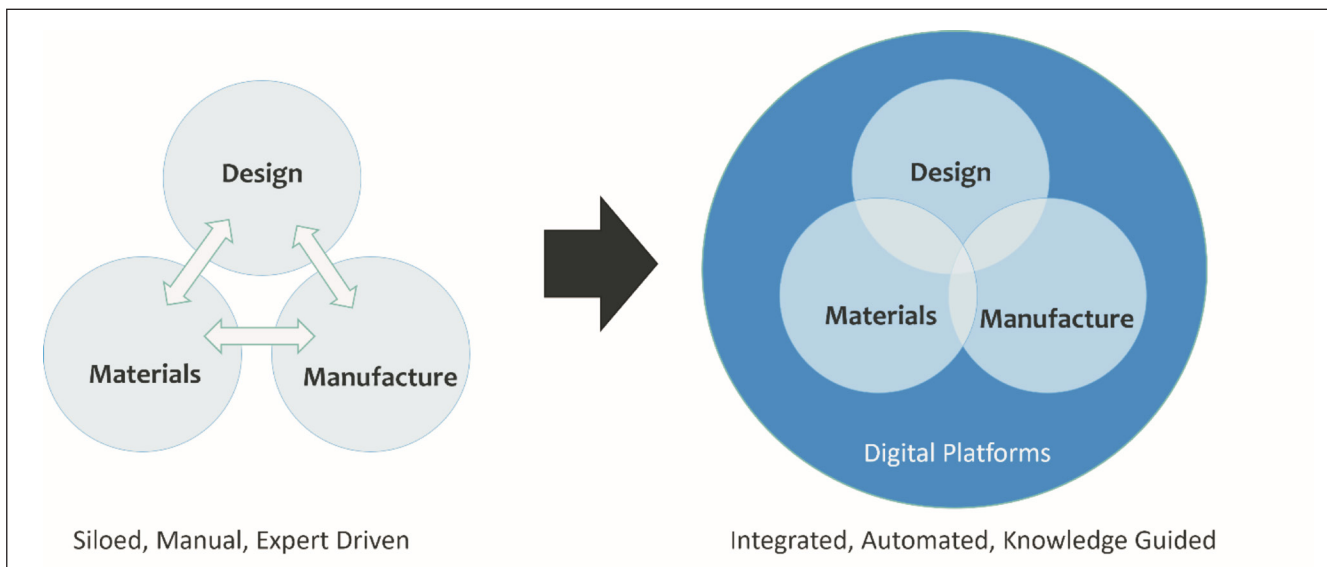 Design
Materials
Manufacture
Siloed, Manual, Expert Driven
Design
Materials
Manufacture
Digital Platforms
Integrated, Automated, Knowledge Guided